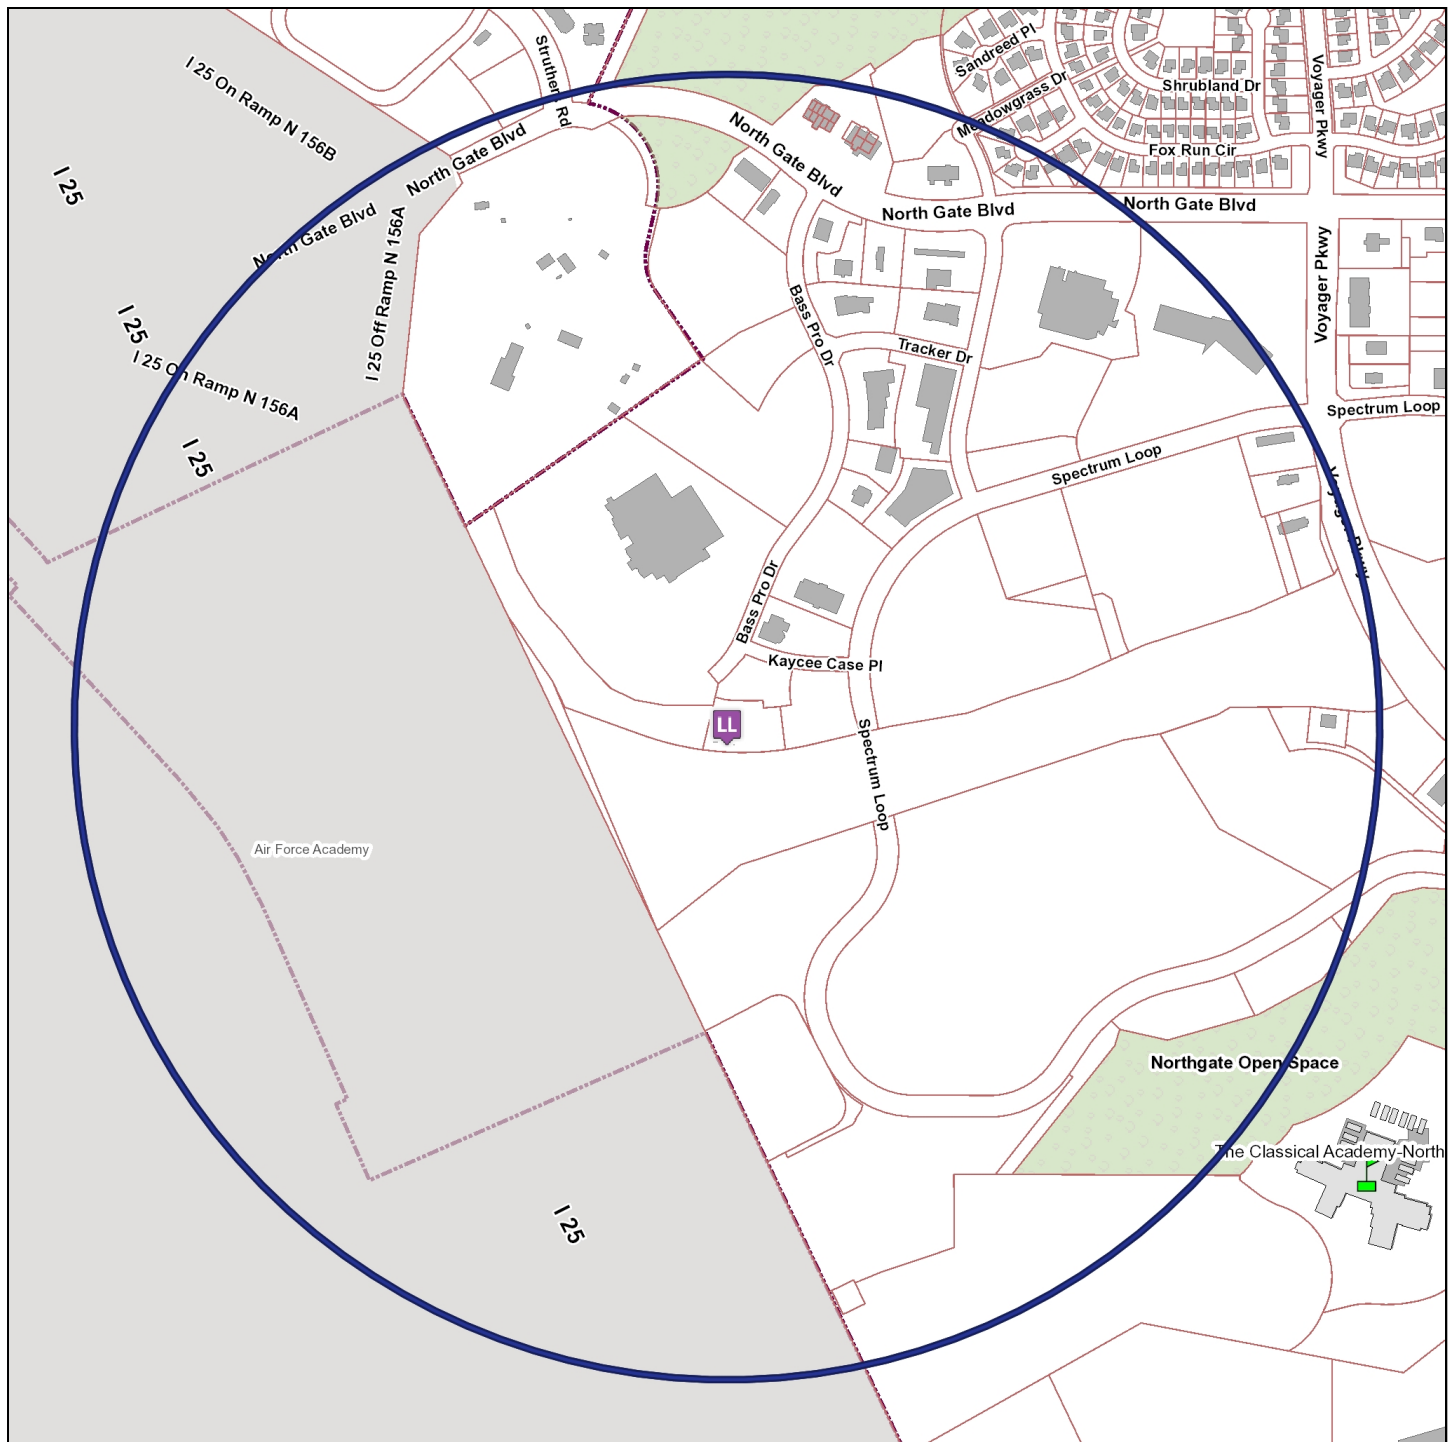 Struthers Rd
Sandreed Pl
I 25 On Ramp N 156B
Voyager Pkwy
Shrubland Dr
Meadowgrass Dr
North Gate Blvd
North Gate Blvd
Fox Run Cir
I 25
North Gate Blvd
North Gate Blvd
North Gate Blvd
I 25 Off Ramp N 156A
Voyager Pkwy
I 25
Bass Pro Dr
Tracker Dr
I 25 On Ramp N 156A
Spectrum Loop
I 25
Spectrum Loop
Voyager Pkwy
Bass Pro Dr
Kaycee Case Pl
LL
Spectrum Loop
Air Force Academy
Northgate Open Space
The Classical Academy-North
I 25